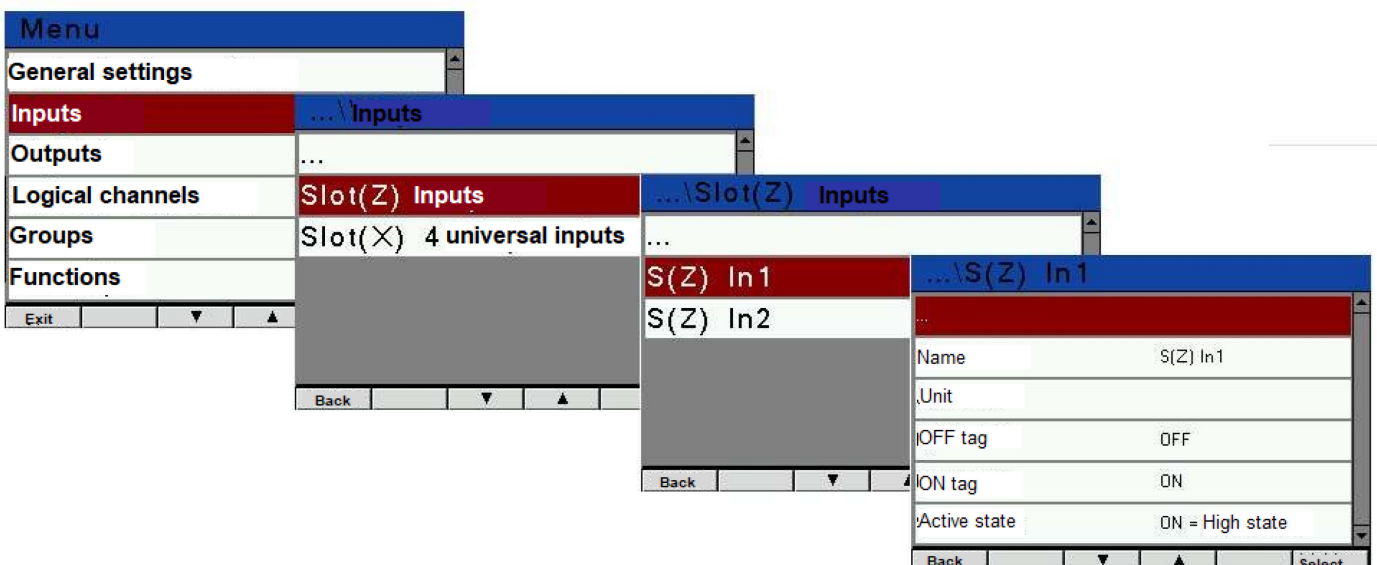 Menu
General settings
Inputs
Outputs
Logical channels
Groups
Functions
Exit ▼ ▲
...\Inputs
...
Slot(Z) Inputs
Slot(X) 4 universal inputs
Back ▼ ▲
...\Slot(Z) Inputs
...
S(Z) In1
S(Z) In2
Back ▼
...\S(Z) In1
...
Name S(Z) In1
Unit
OFF tag OFF
ON tag ON
Active state ON = High state
Back ▼ ▲ Select